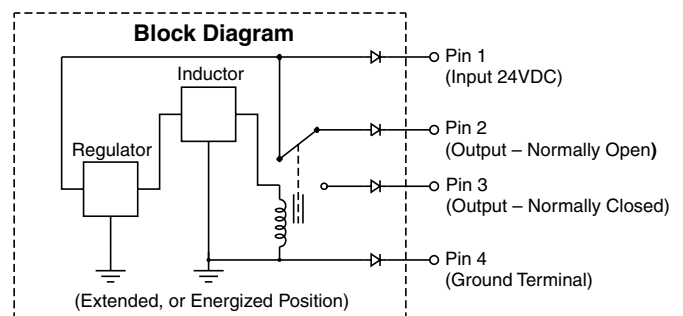 Block Diagram
Inductor
Regulator
Pin 1
(Input 24VDC)
Pin 2
(Output – Normally Open)
Pin 3
(Output – Normally Closed)
Pin 4
(Ground Terminal)
(Extended, or Energized Position)